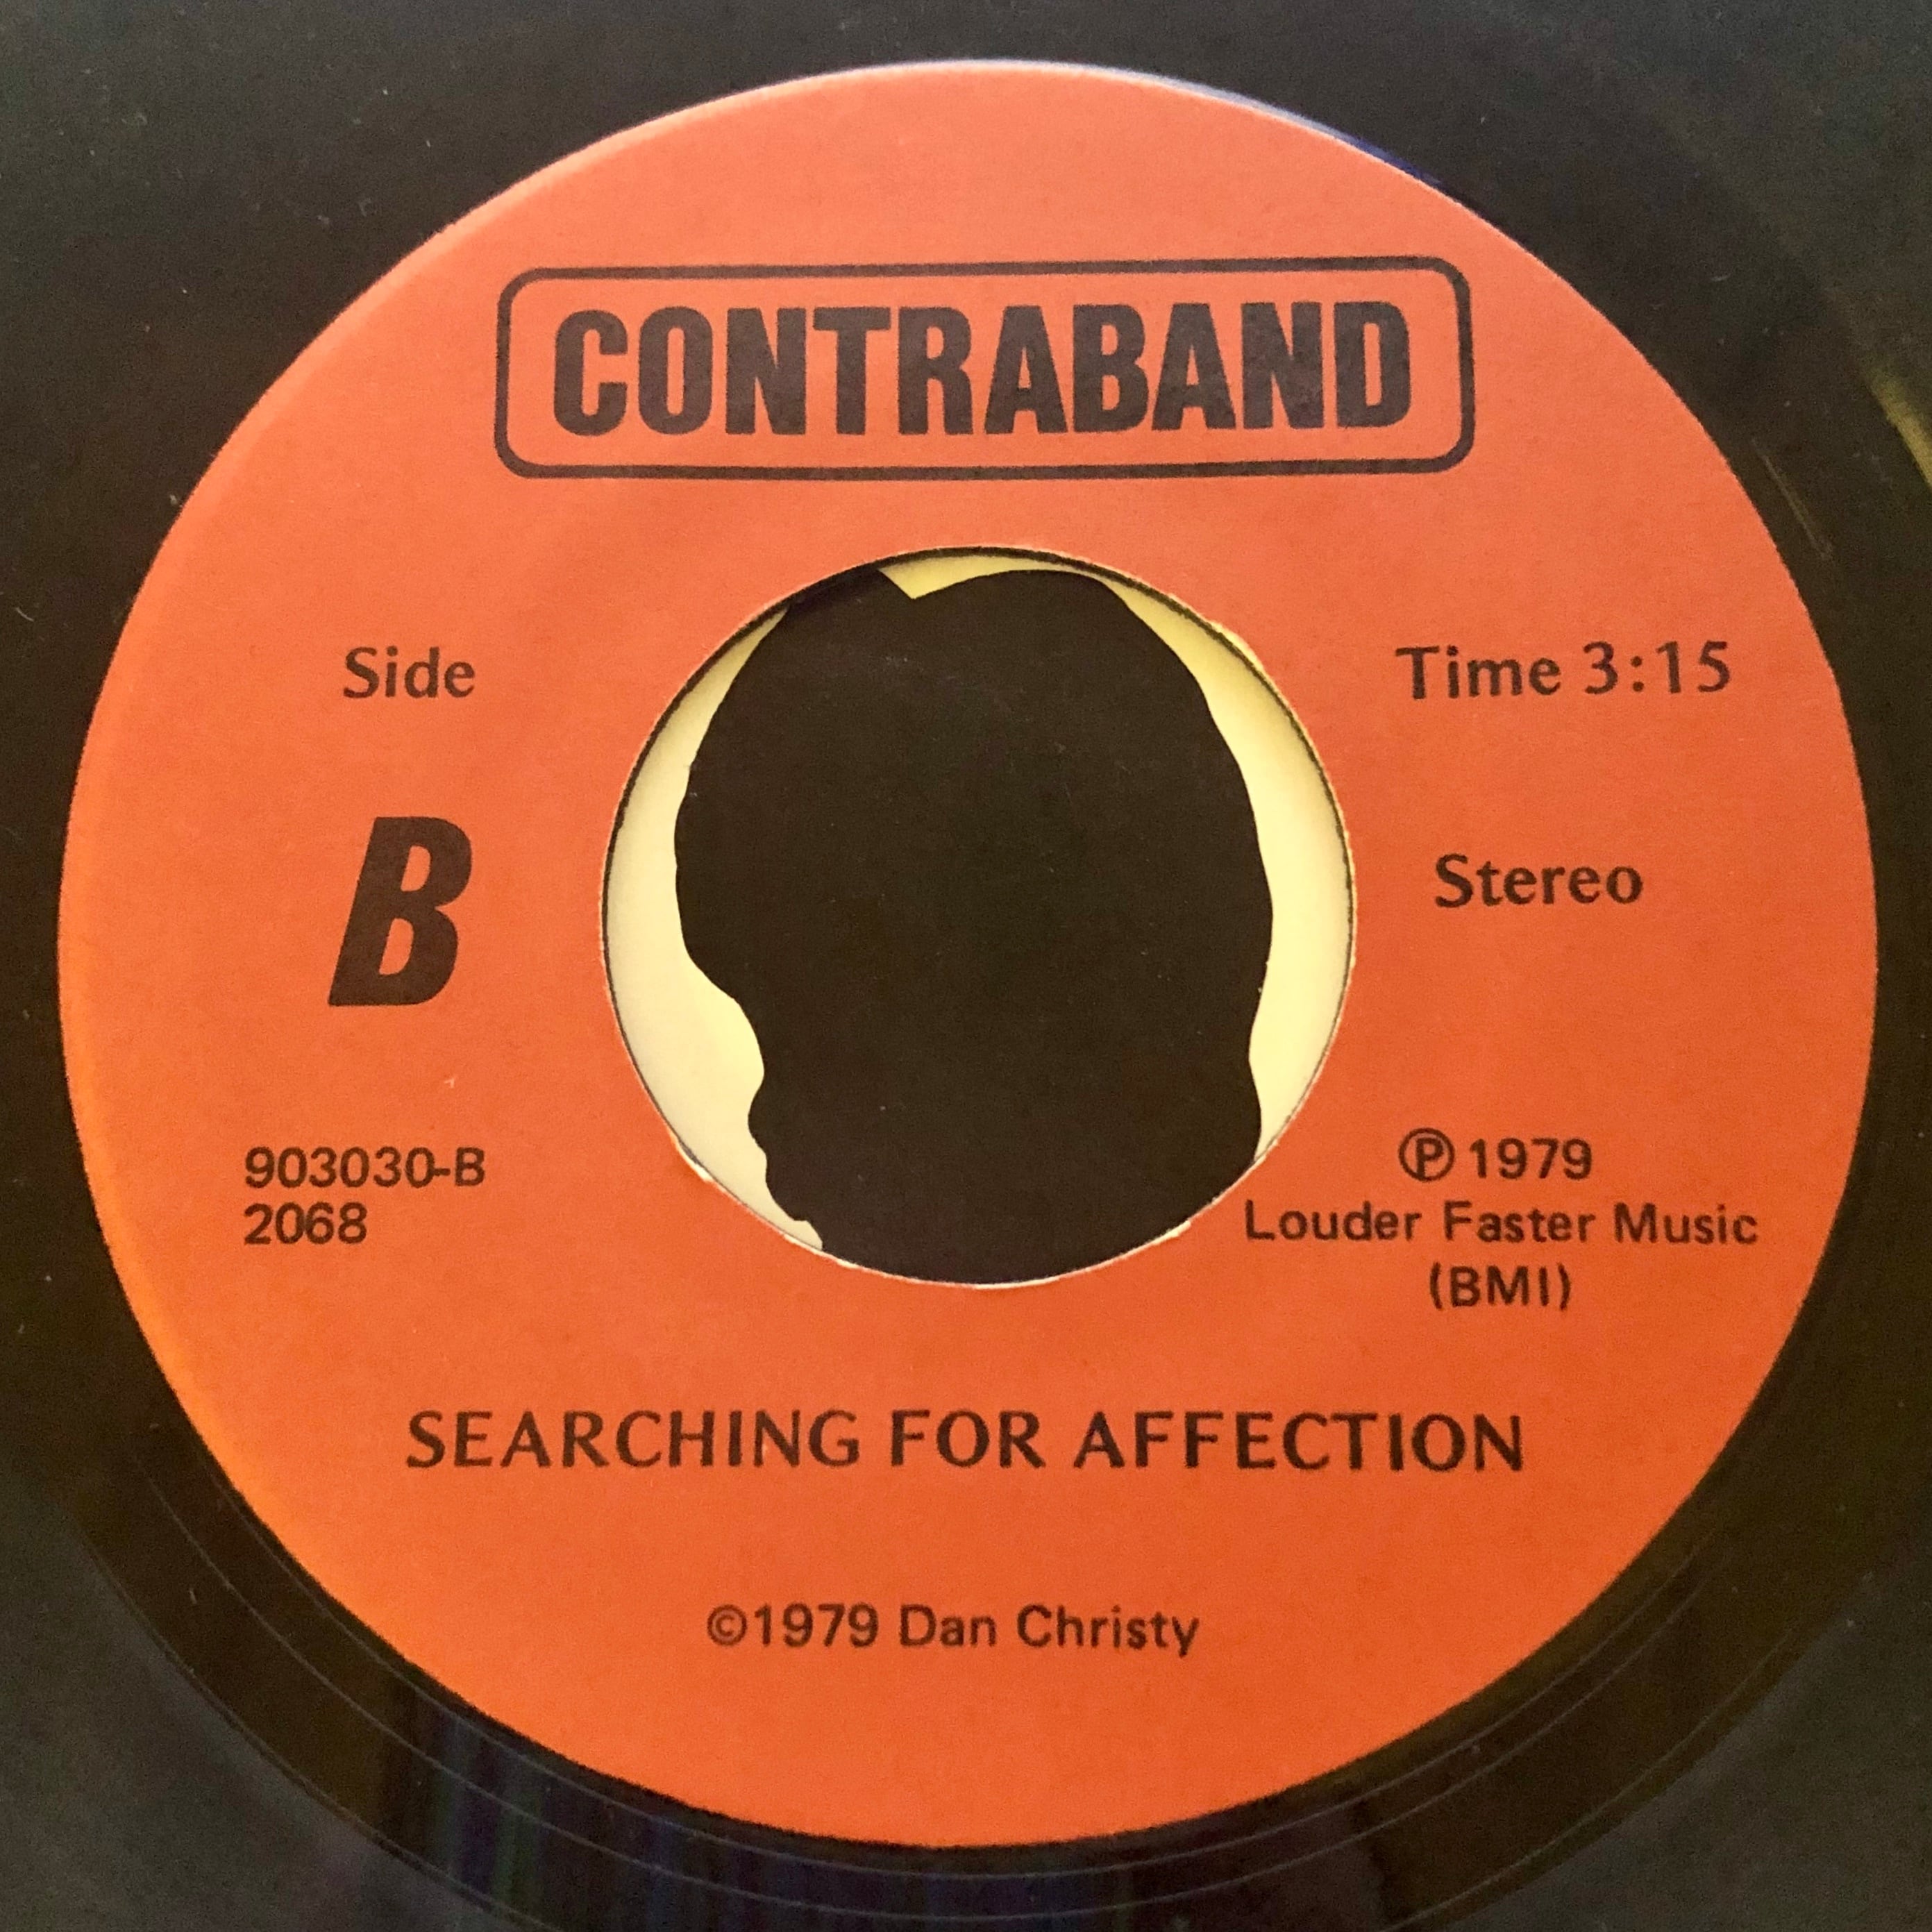 CONTRABAND
Side
B
903030-B
2068
Time 3:15
Stereo
℗ 1979
Louder Faster Music
(BMI)
SEARCHING FOR AFFECTION
©1979 Dan Christy